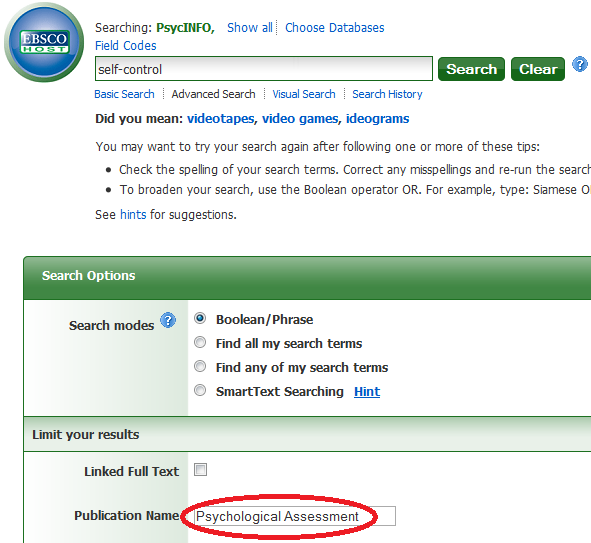 EBSCO
HOST
Searching: PsycINFO, Show all Choose Databases
Field Codes
self-control Search Clear ?
Basic Search Advanced Search Visual Search Search History
Did you mean: videotapes, video games, ideograms
You may want to try your search again after following one or more of these tips:
• Check the spelling of your search terms. Correct any misspellings and re-run the search
• To broaden your search, use the Boolean operator OR. For example, type: Siamese
See hints for suggestions.
Search Options
Search modes ? Boolean/Phrase
Find all my search terms
Find any of my search terms
SmartText Searching Hint
Limit your results
Linked Full Text
Publication Name Psychological Assessment